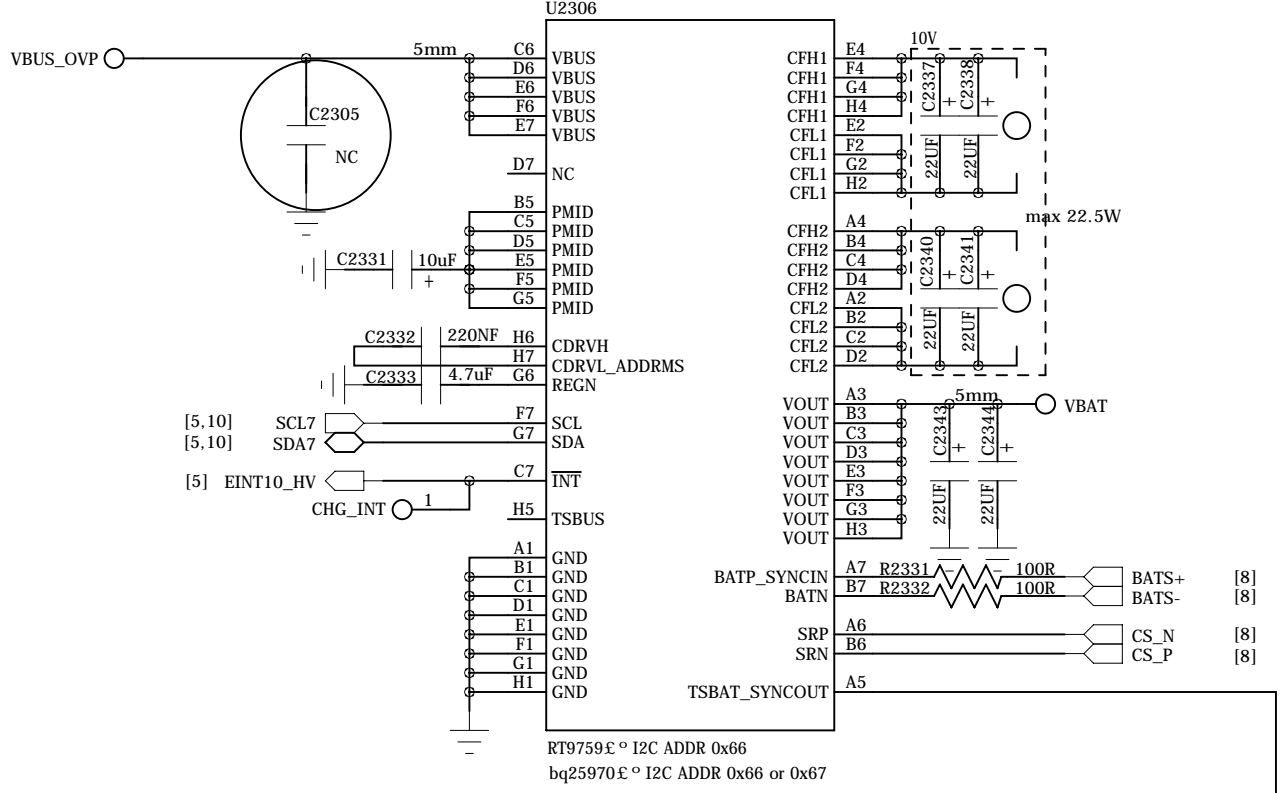 U2306
VBUS_OVP
5mm
C2305
NC
C6 VBUS
D6 VBUS
E6 VBUS
F6 VBUS
E7 VBUS
D7 NC
B5 PMID
C5 PMID
D5 PMID
E5 PMID
F5 PMID
G5 PMID
C2331 10uF
+
C2332 220NF H6 CDRVH
H7 CDRVL_ADDRMS
C2333 4.7uF G6 REGN
[5,10] SCL7 F7 SCL
[5,10] SDA7 G7 SDA
[5] EINT10_HV C7 INT
CHG_INT 1
H5 TSBUS
A1 GND
B1 GND
C1 GND
D1 GND
E1 GND
F1 GND
G1 GND
H1 GND
CFH1 E4
CFH1 F4
CFH1 G4
CFH1 H4
CFL1 E2
CFL1 F2
CFL1 G2
CFL1 H2
10V
C2337 + 22UF
C2338 + 22UF
max 22.5W
CFH2 A4
CFH2 B4
CFH2 C4
CFH2 D4
CFL2 A2
CFL2 B2
CFL2 C2
CFL2 D2
C2340 + 22UF
C2341 + 22UF
VOUT A3
VOUT B3
VOUT C3
VOUT D3
VOUT E3
VOUT F3
VOUT G3
VOUT H3
5mm
VBAT
C2343 + 22UF
C2344 + 22UF
BATP_SYNCIN A7 R2331 100R BATS+ [8]
BATN B7 R2332 100R BATS- [8]
SRP A6 CS_N [8]
SRN B6 CS_P [8]
TSBAT_SYNCOUT A5
RT9759£º I2C ADDR 0x66
bq25970£º I2C ADDR 0x66 or 0x67